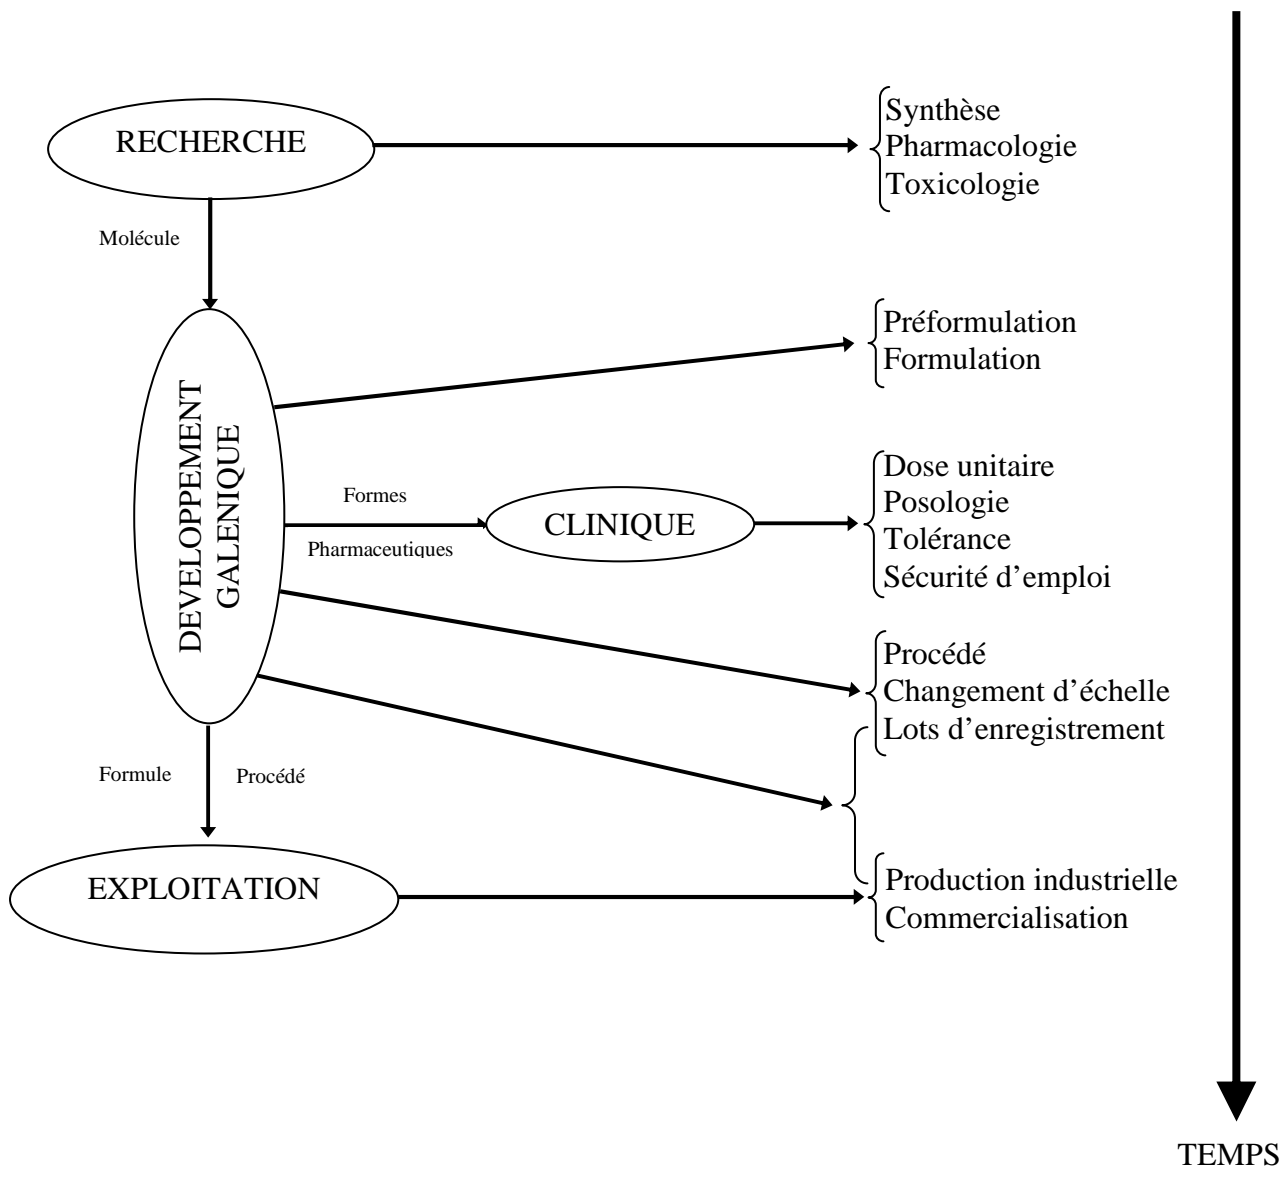 RECHERCHE
Synthèse
Pharmacologie
Toxicologie
Molécule
Préformulation
Formulation
DEVELOPPEMENT
GALENIQUE
Formes
Pharmaceutiques
CLINIQUE
Dose unitaire
Posologie
Tolérance
Sécurité d’emploi
Procédé
Changement d’échelle
Lots d’enregistrement
Formule
Procédé
EXPLOITATION
Production industrielle
Commercialisation
TEMPS